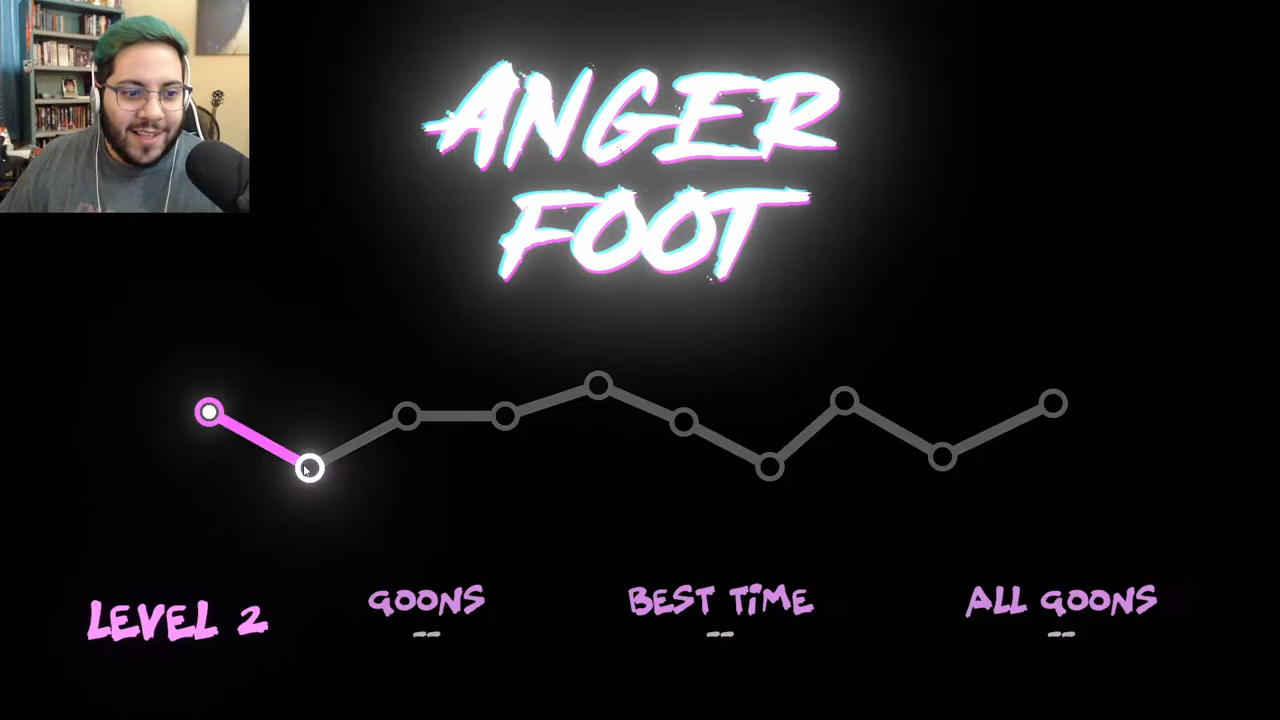 ANGER
FOOT
LEVEL 2
GOONS
--
BEST TIME
--
ALL GOONS
--